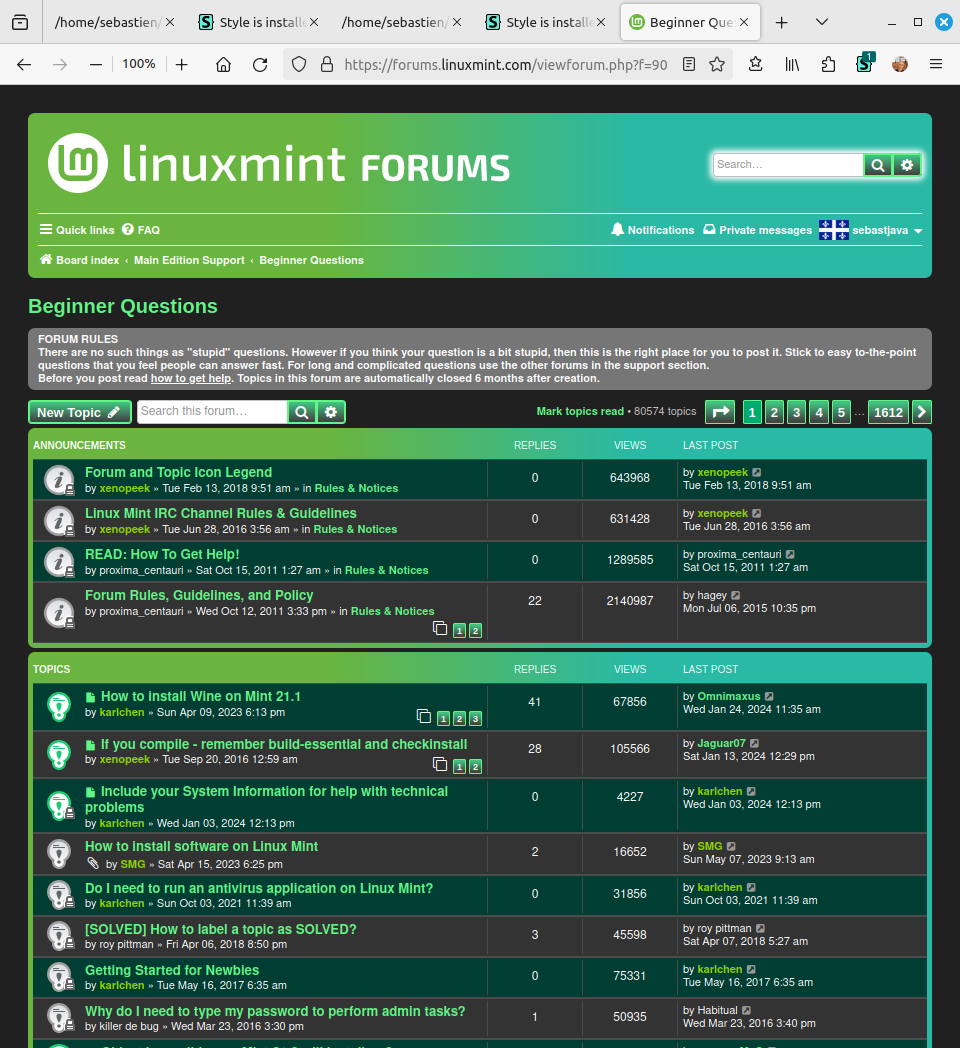 /home/sebastien/
Style is installe
/home/sebastien/
Style is installe
Beginner Ques
100%
https://forums.linuxmint.com/viewforum.php?f=90
1
linuxmint FORUMS
Search…
Quick links
FAQ
Notifications
Private messages
sebastjava
Board index ‹ Main Edition Support ‹ Beginner Questions
Beginner Questions
FORUM RULES
There are no such things as "stupid" questions. However if you think your question is a bit stupid, then this is the right place for you to post it. Stick to easy to-the-point
questions that you feel people can answer fast. For long and complicated questions use the other forums in the support section.
Before you post read how to get help. Topics in this forum are automatically closed 6 months after creation.
New Topic
Search this forum…
Mark topics read • 80574 topics
1 2 3 4 5 … 1612
ANNOUNCEMENTS REPLIES VIEWS LAST POST
Forum and Topic Icon Legend
by xenopeek » Tue Feb 13, 2018 9:51 am » in Rules & Notices
0
643968
by xenopeek
Tue Feb 13, 2018 9:51 am
Linux Mint IRC Channel Rules & Guidelines
by xenopeek » Tue Jun 28, 2016 3:56 am » in Rules & Notices
0
631428
by xenopeek
Tue Jun 28, 2016 3:56 am
READ: How To Get Help!
by proxima_centauri » Sat Oct 15, 2011 1:27 am » in Rules & Notices
0
1289585
by proxima_centauri
Sat Oct 15, 2011 1:27 am
Forum Rules, Guidelines, and Policy
by proxima_centauri » Wed Oct 12, 2011 3:33 pm » in Rules & Notices
1 2
22
2140987
by hagey
Mon Jul 06, 2015 10:35 pm
TOPICS REPLIES VIEWS LAST POST
How to install Wine on Mint 21.1
by karlchen » Sun Apr 09, 2023 6:13 pm
1 2 3
41
67856
by Omnimaxus
Wed Jan 24, 2024 11:35 am
If you compile - remember build-essential and checkinstall
by xenopeek » Tue Sep 20, 2016 12:59 am
1 2
28
105566
by Jaguar07
Sat Jan 13, 2024 12:29 pm
Include your System Information for help with technical
problems
by karlchen » Wed Jan 03, 2024 12:13 pm
0
4227
by karlchen
Wed Jan 03, 2024 12:13 pm
How to install software on Linux Mint
by SMG » Sat Apr 15, 2023 6:25 pm
2
16652
by SMG
Sun May 07, 2023 9:13 am
Do I need to run an antivirus application on Linux Mint?
by karlchen » Sun Oct 03, 2021 11:39 am
0
31856
by karlchen
Sun Oct 03, 2021 11:39 am
[SOLVED] How to label a topic as SOLVED?
by roy pittman » Fri Apr 06, 2018 8:50 pm
3
45598
by roy pittman
Sat Apr 07, 2018 5:27 am
Getting Started for Newbies
by karlchen » Tue May 16, 2017 6:35 am
0
75331
by karlchen
Tue May 16, 2017 6:35 am
Why do I need to type my password to perform admin tasks?
by killer de bug » Wed Mar 23, 2016 3:30 pm
1
50935
by Habitual
Wed Mar 23, 2016 3:40 pm